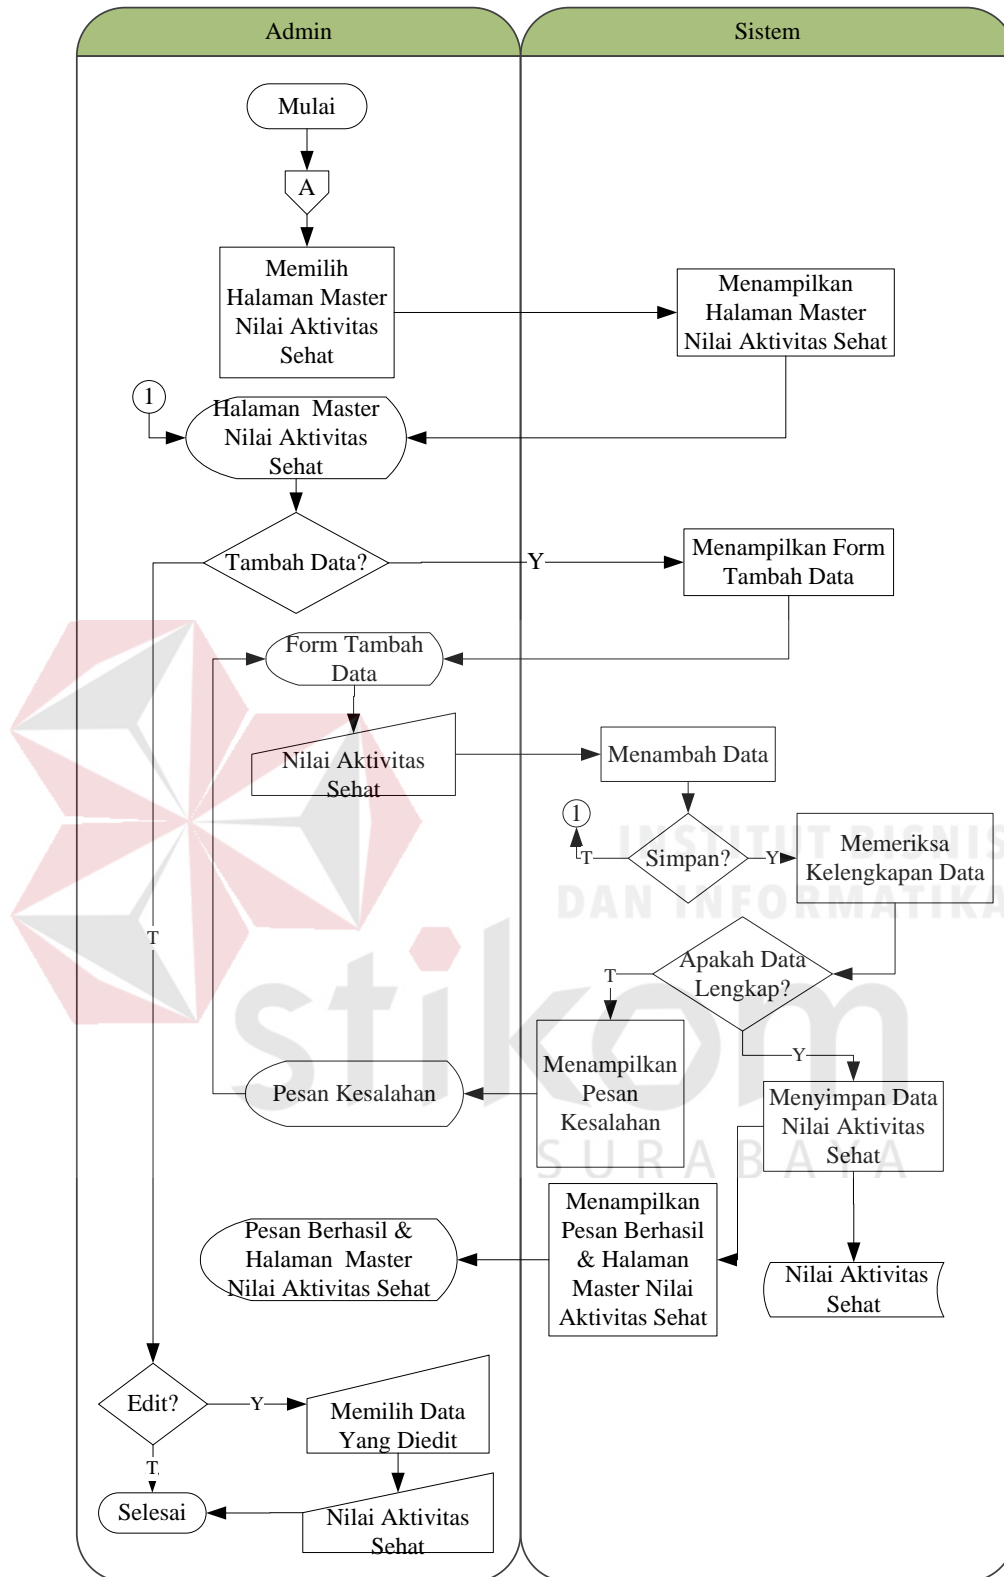 Admin
Sistem
Mulai
A
Memilih
Halaman Master
Nilai Aktivitas
Sehat
Menampilkan
Halaman Master
Nilai Aktivitas Sehat
1
Halaman Master
Nilai Aktivitas
Sehat
Tambah Data?
Y
Menampilkan Form
Tambah Data
Form Tambah
Data
Nilai Aktivitas
Sehat
Menambah Data
1
T
Simpan?
Y
Memeriksa
Kelengkapan Data
INSTITUT BISNIS
DAN INFORMATIKA
T
Apakah Data
Lengkap?
T
Y
stikom
SURABAYA
Pesan Kesalahan
Menampilkan
Pesan
Kesalahan
Menyimpan Data
Nilai Aktivitas
Sehat
Pesan Berhasil &
Halaman Master
Nilai Aktivitas Sehat
Menampilkan
Pesan Berhasil
& Halaman
Master Nilai
Aktivitas Sehat
Nilai Aktivitas
Sehat
Edit?
Y
Memilih Data
Yang Diedit
T
Selesai
Nilai Aktivitas
Sehat